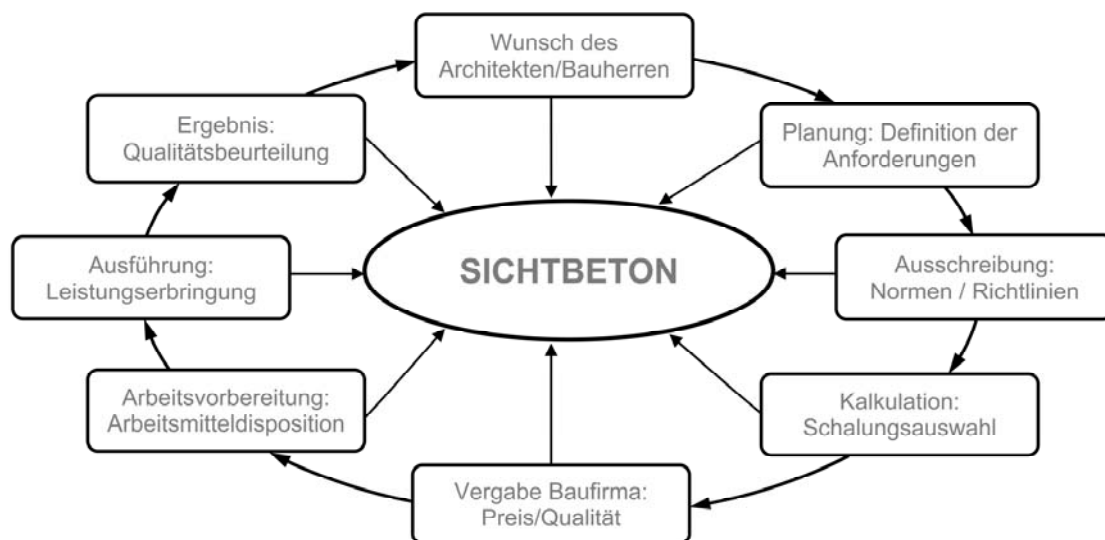 Wunsch des
Architekten/Bauherren
Planung: Definition der
Anforderungen
Ausschreibung:
Normen / Richtlinien
Kalkulation:
Schalungsauswahl
Vergabe Baufirma:
Preis/Qualität
Arbeitsvorbereitung:
Arbeitsmitteldisposition
Ausführung:
Leistungserbringung
Ergebnis:
Qualitätsbeurteilung
SICHTBETON